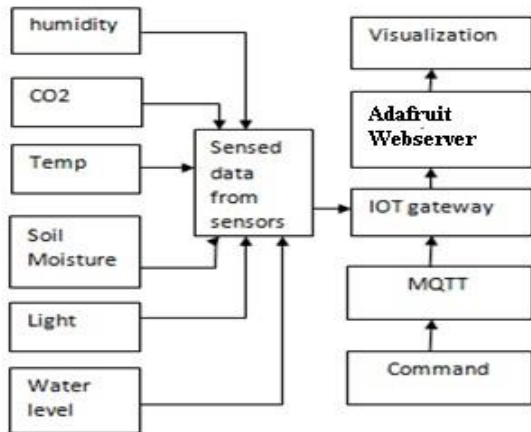 humidity
CO2
Temp
Soil
Moisture
Light
Water
level
Sensed
data
from
sensors
Visualization
Adafruit
Webserver
IOT gateway
MQTT
Command